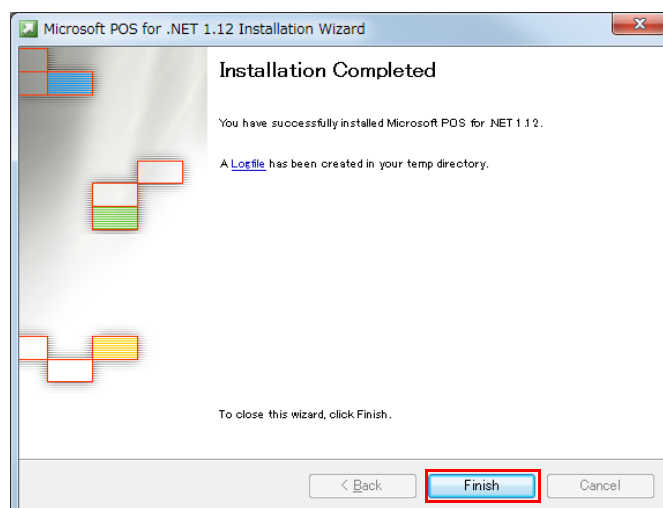 Microsoft POS for .NET 1.12 Installation Wizard
Installation Completed
You have successfully installed Microsoft POS for .NET 1.12.
A Logfile has been created in your temp directory.
To close this wizard, click Finish.
< Back
Finish
Cancel